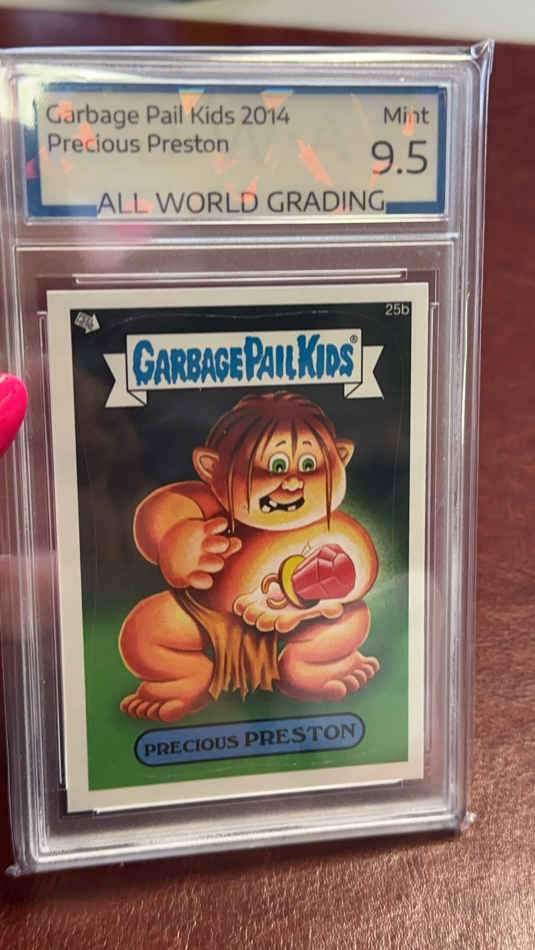 Garbage Pail Kids 2014
Mint
Precious Preston
9.5
ALL WORLD GRADING
25b
GARBAGE PAIL KIDS®
PRECIOUS PRESTON